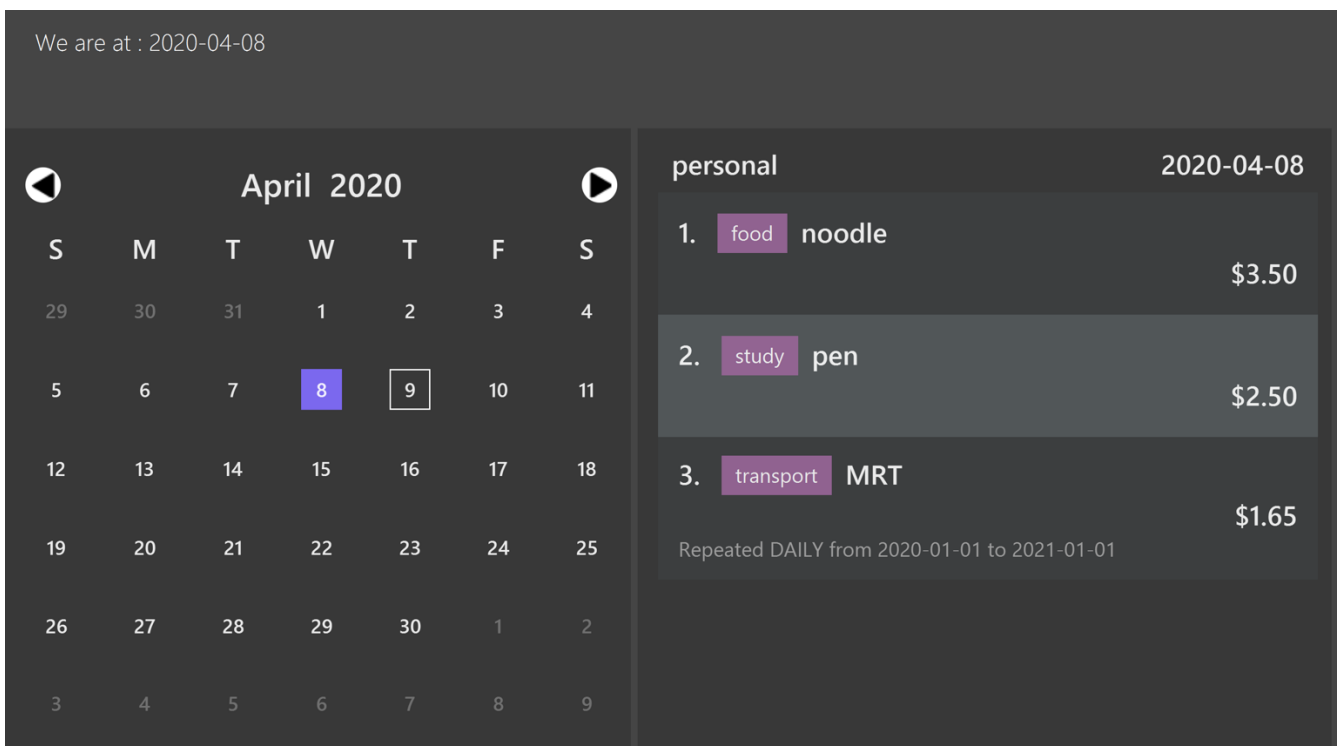 We are at : 2020-04-08
April 2020
S M T W T F S
29 30 31 1 2 3 4
5 6 7 8 9 10 11
12 13 14 15 16 17 18
19 20 21 22 23 24 25
26 27 28 29 30 1 2
3 4 5 6 7 8 9
personal 2020-04-08
1. food noodle
$3.50
2. study pen
$2.50
3. transport MRT
$1.65
Repeated DAILY from 2020-01-01 to 2021-01-01